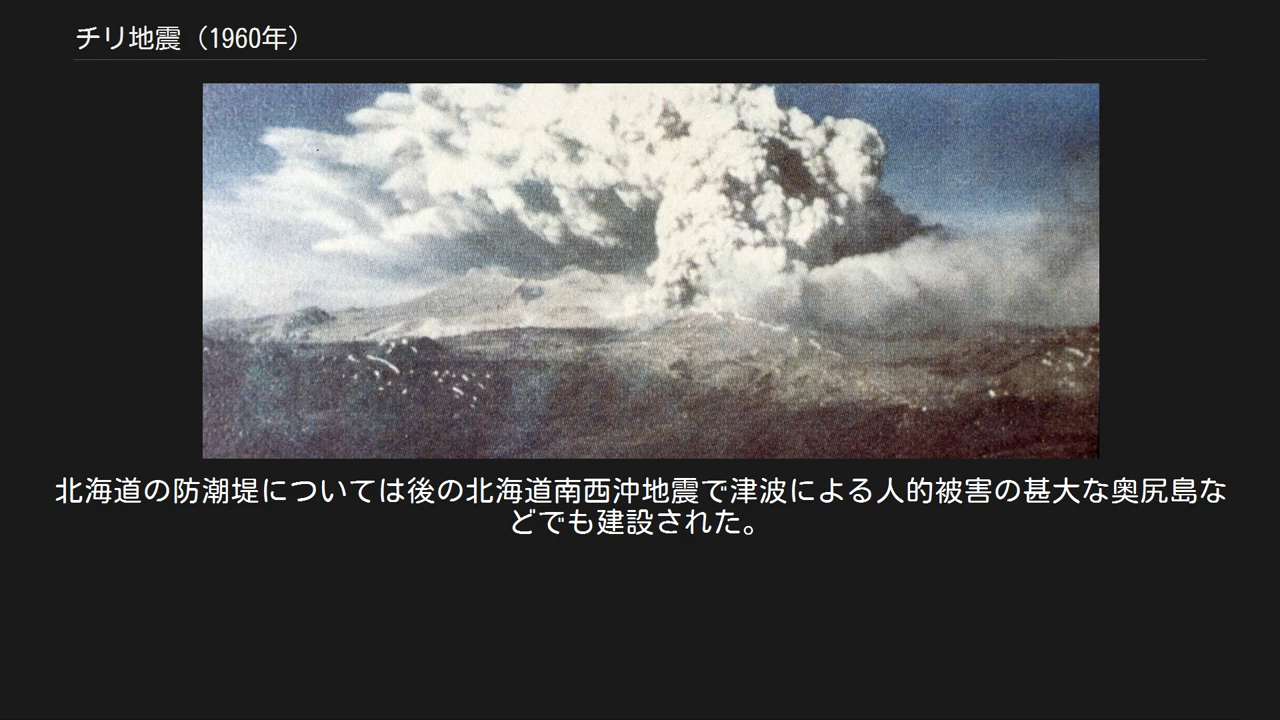 チリ地震（1960年）
北海道の防潮堤については後の北海道南西沖地震で津波による人的被害の甚大な奥尻島な
どでも建設された。